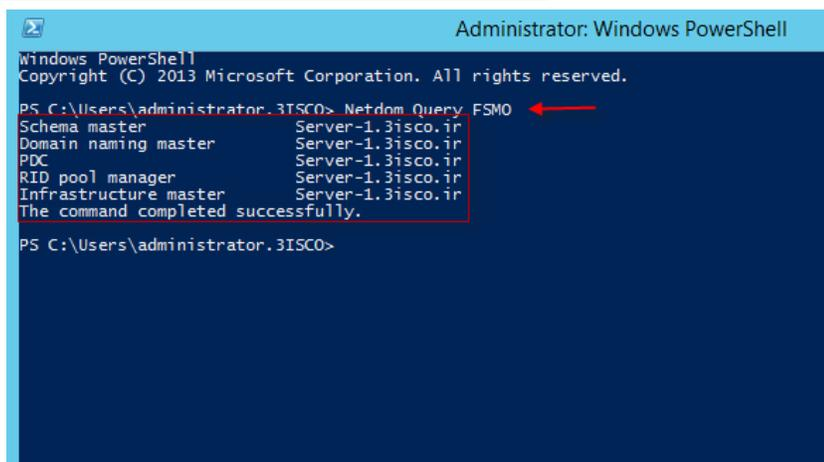 Administrator: Windows PowerShell
Windows PowerShell
Copyright (C) 2013 Microsoft Corporation. All rights reserved.
PS C:\Users\administrator.3ISCO> Netdom Query FSMO
Schema master Server-1.3isco.ir
Domain naming master Server-1.3isco.ir
PDC Server-1.3isco.ir
RID pool manager Server-1.3isco.ir
Infrastructure master Server-1.3isco.ir
The command completed successfully.
PS C:\Users\administrator.3ISCO>